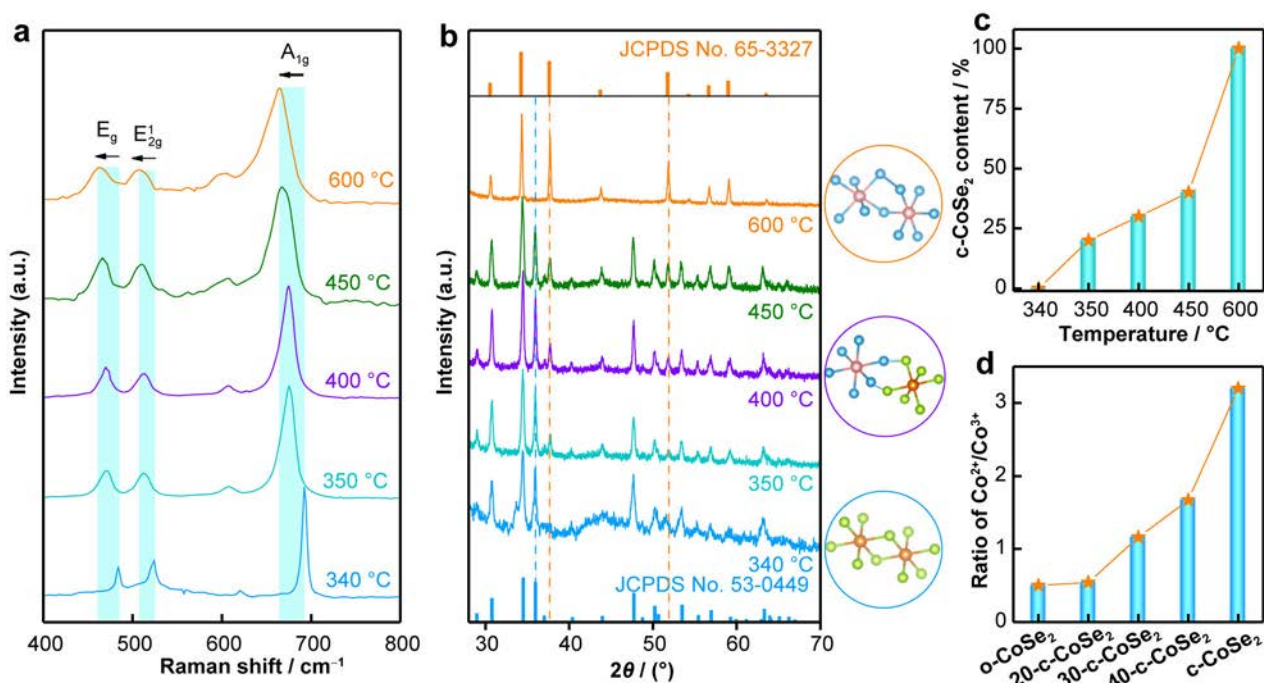 a
A1g
Eg
E¹2g
600 °C
450 °C
400 °C
350 °C
340 °C
Intensity (a.u.)
400 500 600 700 800
Raman shift / cm⁻¹
b
JCPDS No. 65-3327
600 °C
450 °C
400 °C
350 °C
340 °C
JCPDS No. 53-0449
Intensity (a.u.)
30 40 50 60 70
2θ / (°)
c
c-CoSe₂ content / %
100
75
50
25
0
340 350 400 450 600
Temperature / °C
d
Ratio of Co²⁺/Co³⁺
3
2
1
0
o-CoSe₂
20-c-CoSe₂
30-c-CoSe₂
40-c-CoSe₂
c-CoSe₂